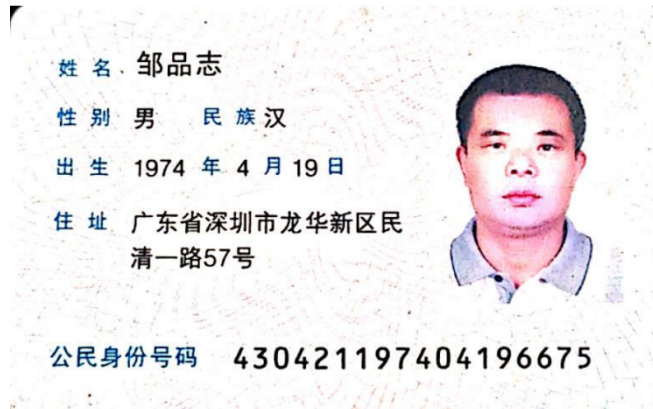 姓名 邹品志
性别 男 民族 汉
出生 1974 年 4 月 19 日
住址 广东省深圳市龙华新区民
清一路57号
公民身份号码 430421197404196675